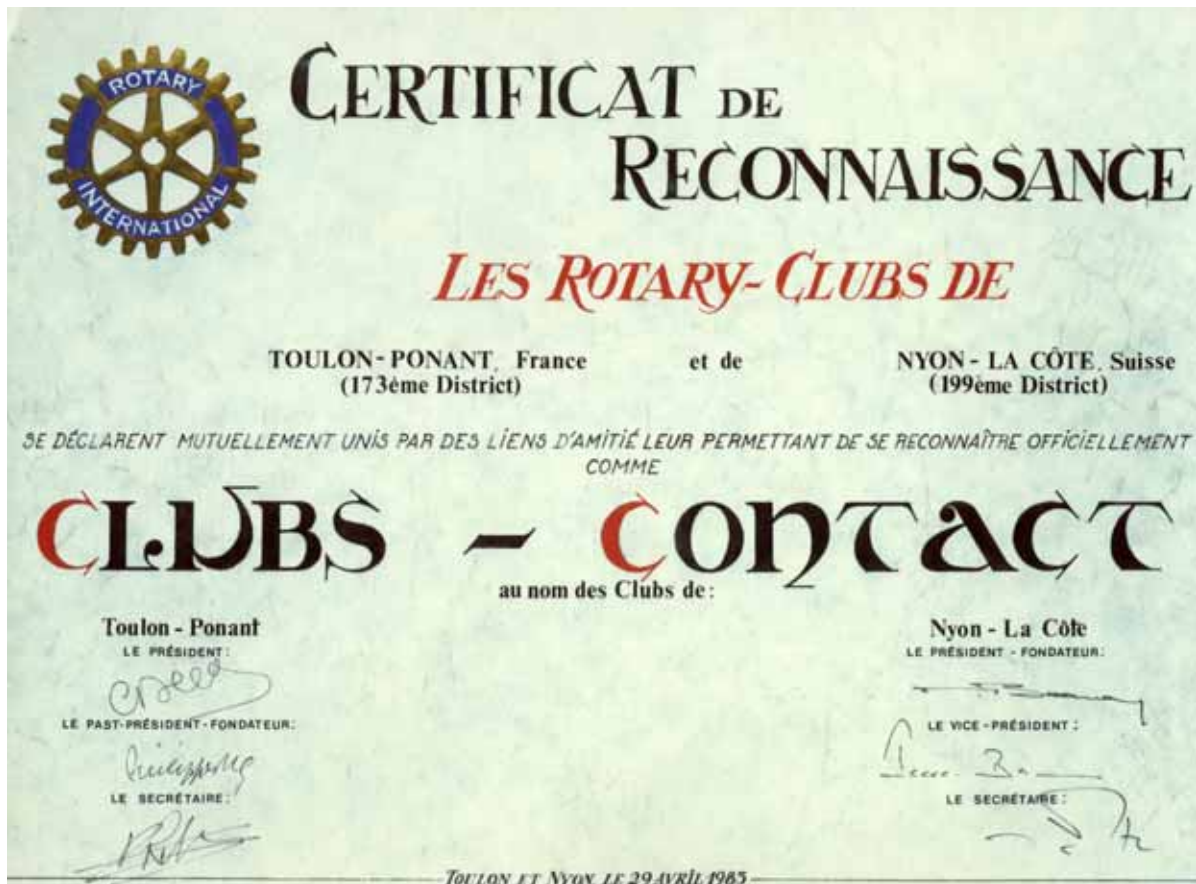 ROTARY
INTERNATIONAL
CERTIFICAT DE
RECONNAISSANCE
LES ROTARY-CLUBS DE
TOULON-PONANT, France et de NYON - LA CÔTE, Suisse
(173ème District) (199ème District)
SE DÉCLARENT MUTUELLEMENT UNIS PAR DES LIENS D'AMITIÉ LEUR PERMETTANT DE SE RECONNAÎTRE OFFICIELLEMENT
COMME
CLUBS - CONTACT
au nom des Clubs de:
Toulon - Ponant Nyon - La Côte
LE PRÉSIDENT: LE PRÉSIDENT - FONDATEUR:
LE PAST-PRÉSIDENT-FONDATEUR: LE VICE-PRÉSIDENT:
LE SECRÉTAIRE: LE SECRÉTAIRE:
TOULON ET NYON, LE 29 AVRIL 1985